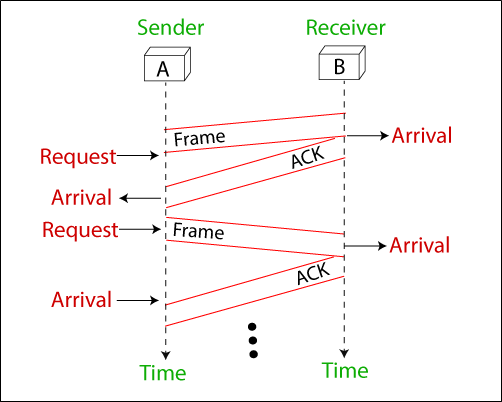 Sender Receiver
A B
Frame
Arrival
Request
ACK
Arrival
Request
Frame
Arrival
ACK
Arrival
Time Time